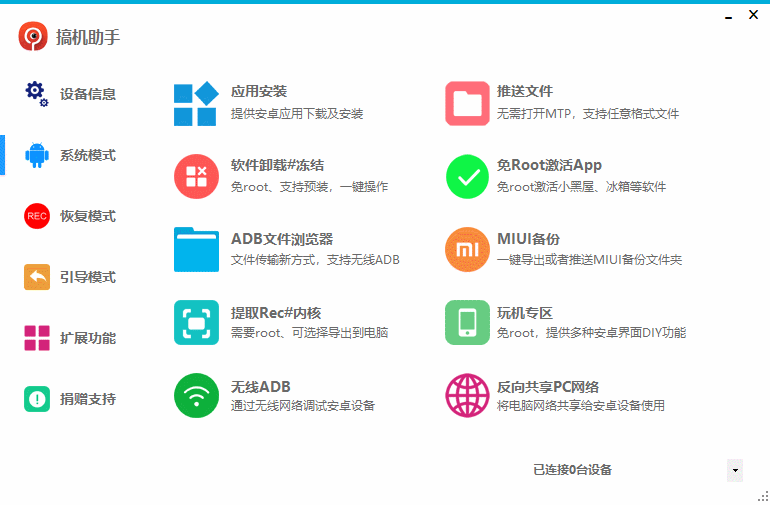 搞机助手
设备信息
系统模式
REC
恢复模式
引导模式
扩展功能
捐赠支持
应用安装
提供安卓应用下载及安装
推送文件
无需打开MTP，支持任意格式文件
软件卸载#冻结
免root、支持预装，一键操作
免Root激活App
免root激活小黑屋、冰箱等软件
ADB文件浏览器
文件传输新方式，支持无线ADB
MIUI备份
一键导出或者推送MIUI备份文件夹
提取Rec#内核
需要root、可选择导出到电脑
玩机专区
免root，提供多种安卓界面DIY功能
无线ADB
通过无线网络调试安卓设备
反向共享PC网络
将电脑网络共享给安卓设备使用
已连接0台设备